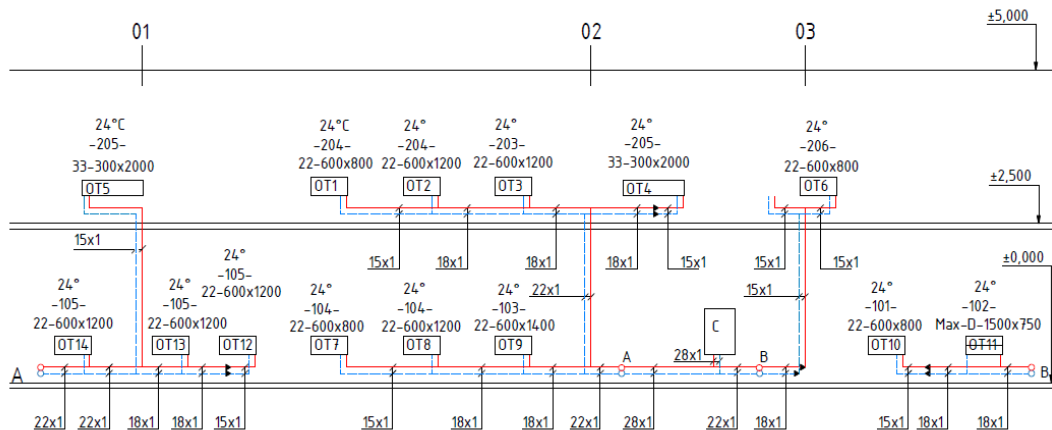 01
02
03
±5,000
24°C
-205-
33-300x2000
OT5
24°C
-204-
22-600x800
OT1
24°
-204-
22-600x1200
OT2
24°
-203-
22-600x1200
OT3
24°
-205-
33-300x2000
OT4
24°
-206-
22-600x800
OT6
±2,500
15x1
15x1
18x1
18x1
18x1
15x1
15x1
15x1
22x1
15x1
±0,000
24°
-105-
22-600x1200
OT14
24°
-105-
22-600x1200
OT13
24°
-105-
22-600x1200
OT12
24°
-104-
22-600x800
OT7
24°
-104-
22-600x1200
OT8
24°
-103-
22-600x1400
OT9
C
28x1
24°
-101-
22-600x800
OT10
24°
-102-
Max-D-1500x750
OT11
A
A
B
B
22x1
22x1
18x1
18x1
15x1
15x1
18x1
18x1
22x1
28x1
22x1
18x1
15x1
18x1
18x1